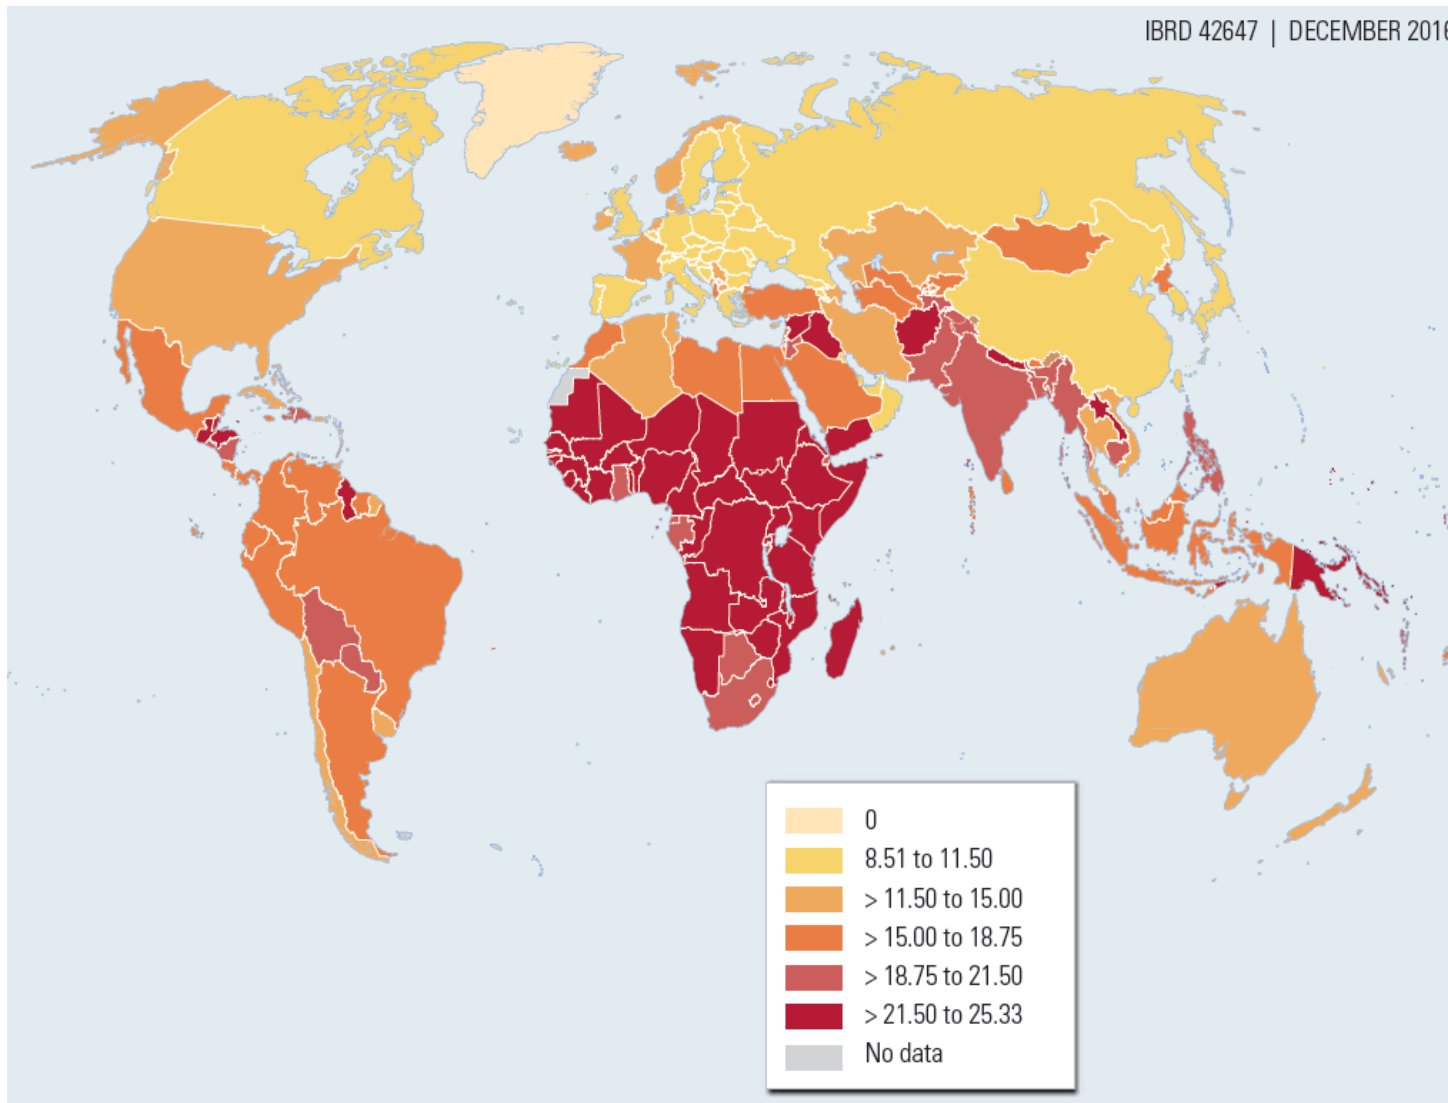 IBRD 42647 | DECEMBER 2016
0
8.51 to 11.50
> 11.50 to 15.00
> 15.00 to 18.75
> 18.75 to 21.50
> 21.50 to 25.33
No data